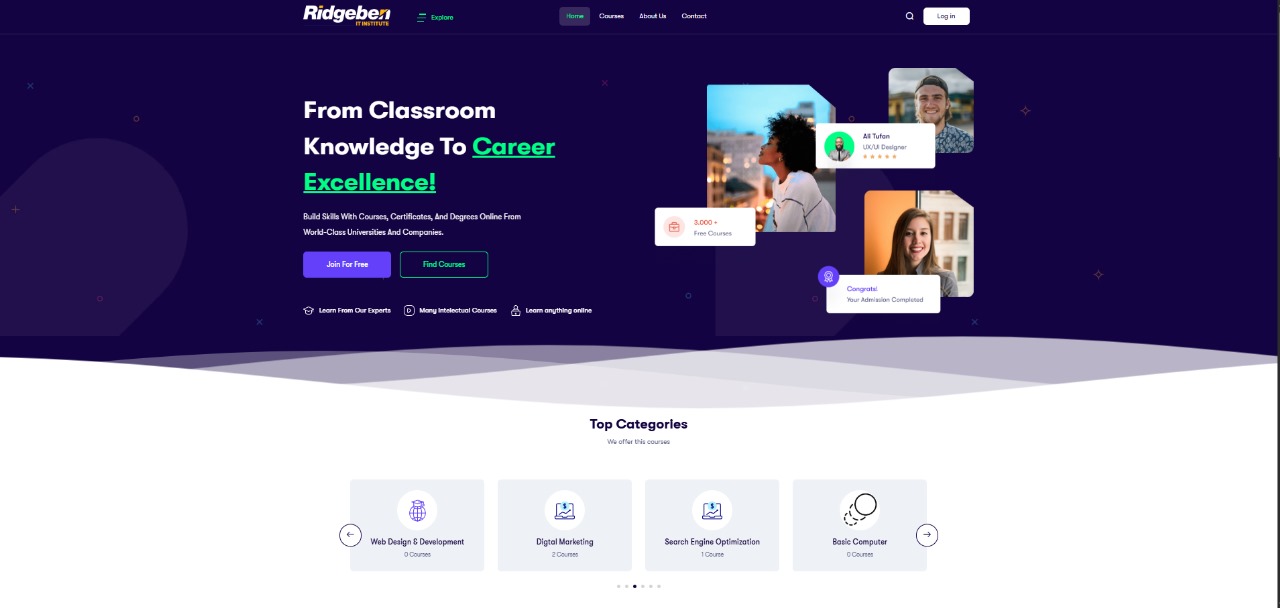 Ridgeben
IT INSTITUTE
Explore
Home
Courses
About Us
Contact
Log in
From Classroom
Knowledge To Career
Excellence!
Build Skills With Courses, Certificates, And Degrees Online From
World-Class Universities And Companies.
Join For Free
Find Courses
Learn From Our Experts
Many Intelectual Courses
Learn anything online
Ali Tufan
UX/UI Designer
3.000 +
Free Courses
Congrats!
Your Admission Completed
Top Categories
We offer this courses
Web Design & Development
0 Courses
Digtal Marketing
2 Courses
Search Engine Optimization
1 Course
Basic Computer
0 Courses